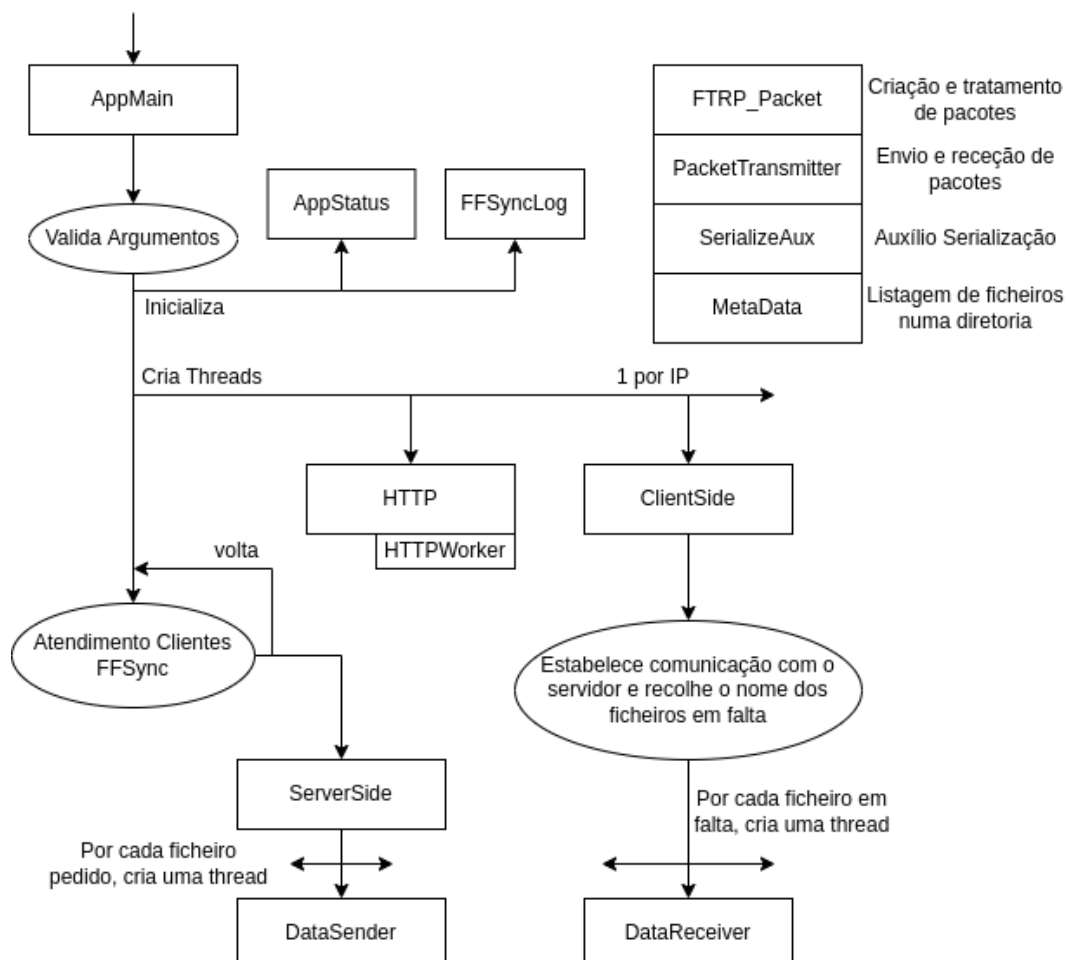 AppMain
Valida Argumentos
AppStatus
FFSyncLog
Inicializa
FTRP_Packet
Criação e tratamento
de pacotes
PacketTransmitter
Envio e receção de
pacotes
SerializeAux
Auxílio Serialização
MetaData
Listagem de ficheiros
numa diretoria
Cria Threads
1 por IP
HTTP
HTTPWorker
ClientSide
volta
Atendimento Clientes
FFSync
Estabelece comunicação com o
servidor e recolhe o nome dos
ficheiros em falta
ServerSide
Por cada ficheiro
pedido, cria uma thread
Por cada ficheiro em
falta, cria uma thread
DataSender
DataReceiver